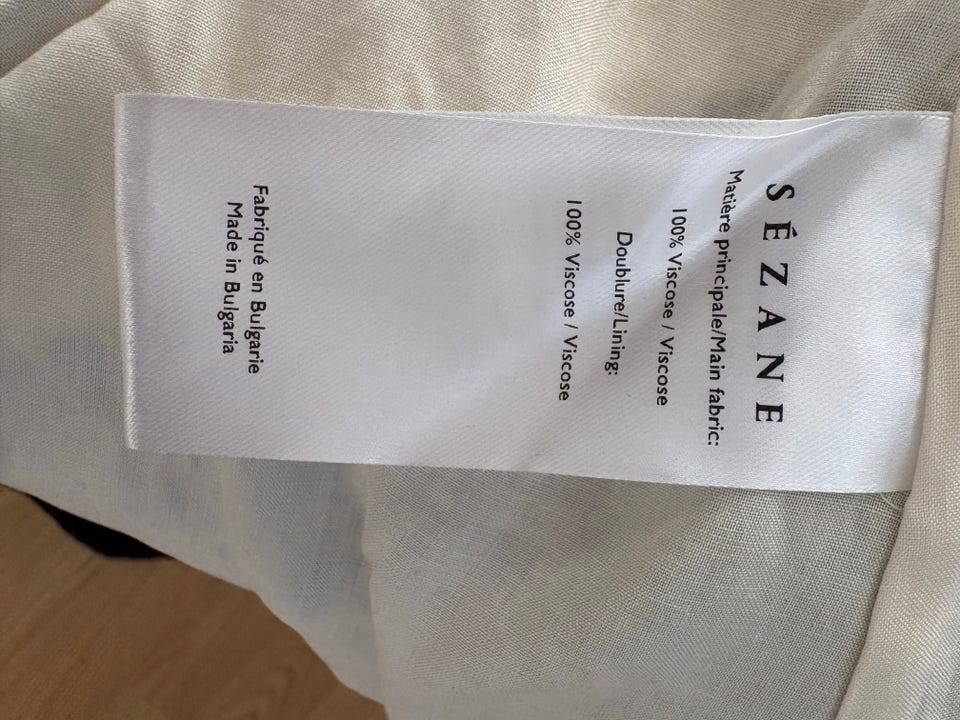 SÉZANE
Matière principale/Main fabric:
100% Viscose / Viscose
Doublure/Lining:
100% Viscose / Viscose
Fabriqué en Bulgarie
Made in Bulgaria